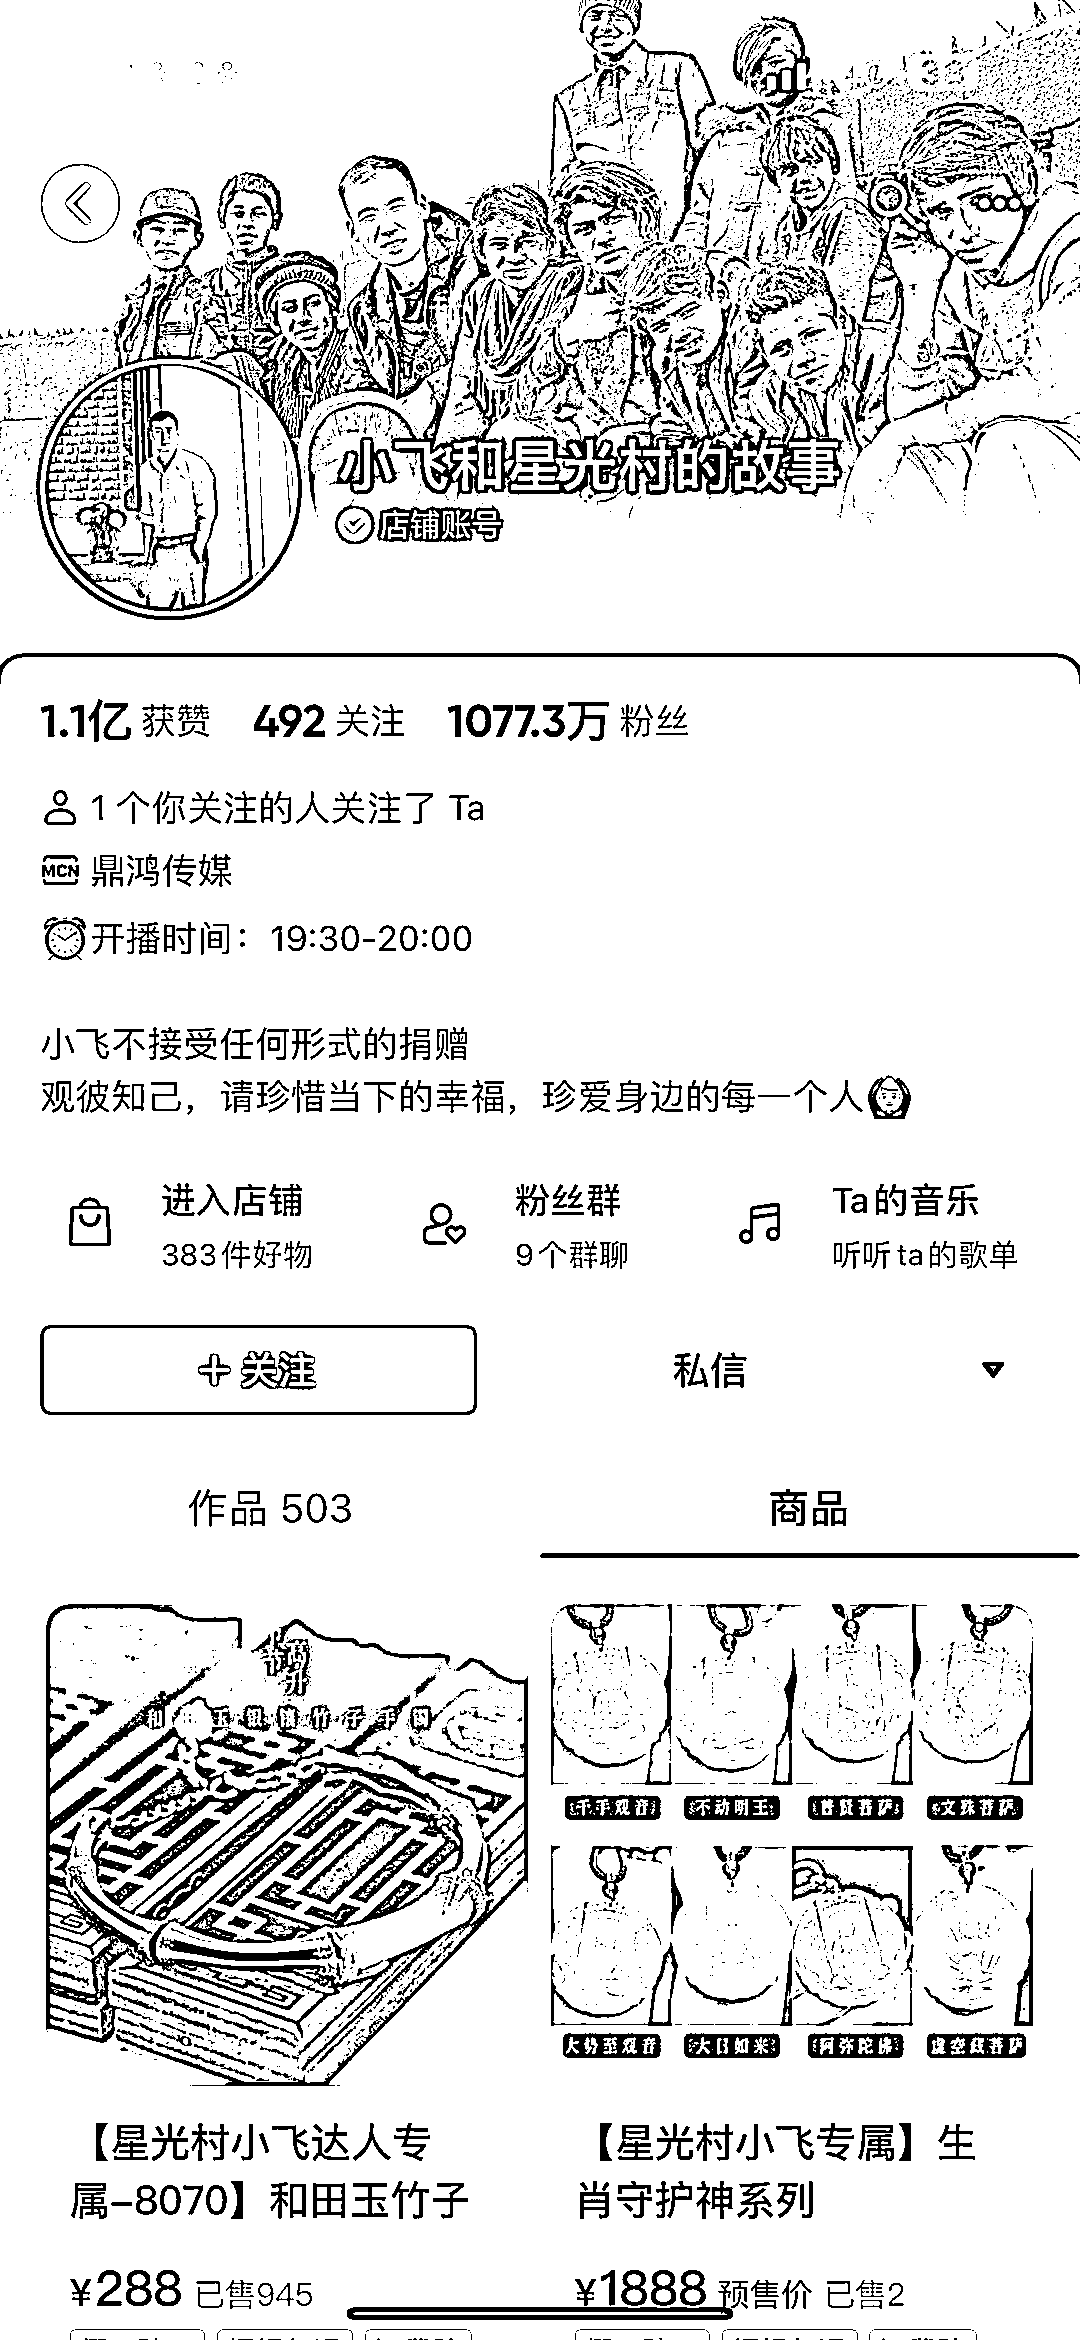 小飞和星光村的故事
店铺账号
1.1亿 获赞 492 关注 1077.3万 粉丝
1个你关注的人关注了 Ta
MCN 鼎鸿传媒
开播时间：19:30-20:00
小飞不接受任何形式的捐赠
观彼知己，请珍惜当下的幸福，珍爱身边的每一个人
进入店铺 粉丝群 Ta的音乐
383件好物 9个群聊 听听ta的歌单
+ 关注 私信
作品 503 商品
千手观音 不动明王 普贤菩萨 文殊菩萨
大势至观音 大日如来 阿弥陀佛 虚空藏菩萨
【星光村小飞达人专
属-8070】和田玉竹子
【星光村小飞专属】生
肖守护神系列
¥288 已售945
¥1888 预售价 已售2